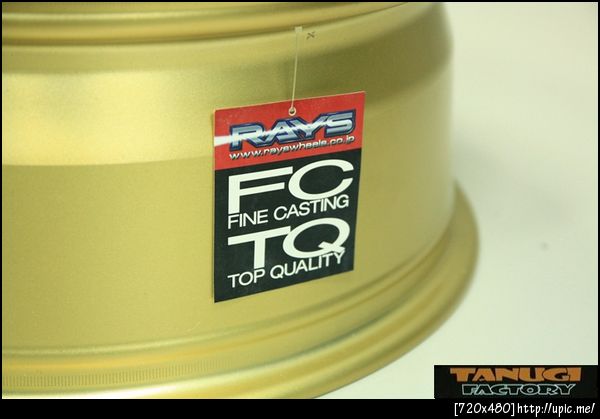 RAYS
www.rayswheels.co.jp
FC
FINE CASTING
TQ
TOP QUALITY
TANUGI
FACTORY
[720x480]http://upic.me/